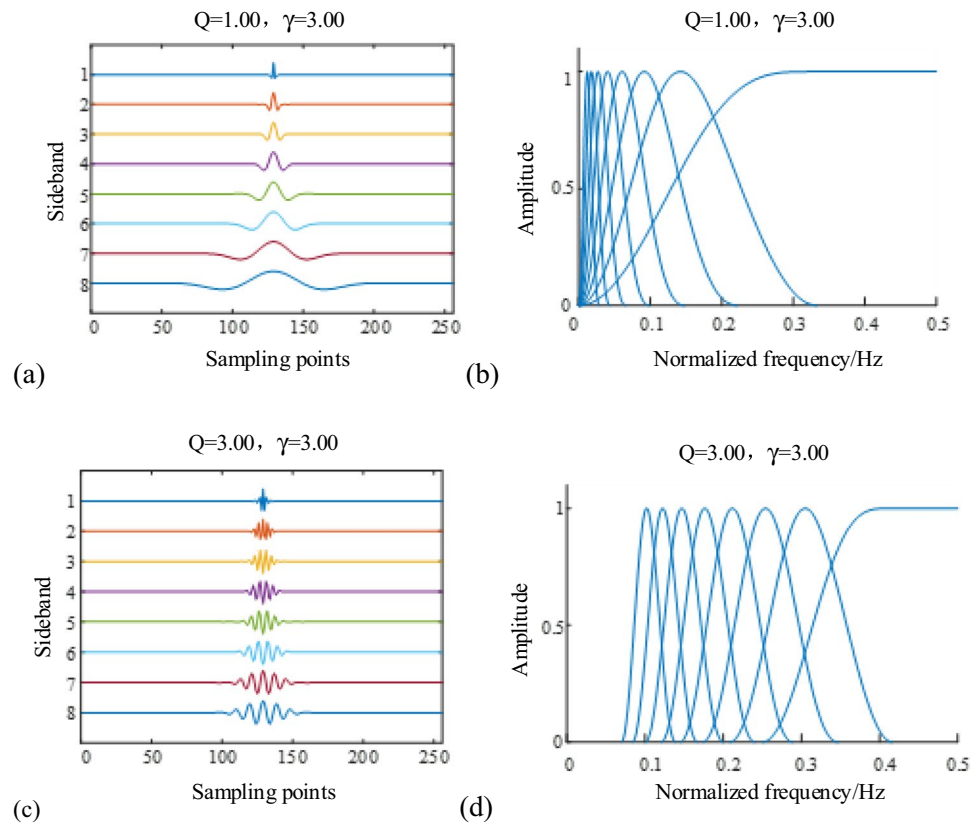 Q=1.00，γ=3.00
Sideband
1
2
3
4
5
6
7
8
0 50 100 150 200 250
Sampling points
(a)
Q=1.00，γ=3.00
Amplitude
1
0.5
0
0 0.1 0.2 0.3 0.4 0.5
Normalized frequency/Hz
(b)
Q=3.00，γ=3.00
Sideband
1
2
3
4
5
6
7
8
0 50 100 150 200 250
Sampling points
(c)
Q=3.00，γ=3.00
Amplitude
1
0.5
0
0 0.1 0.2 0.3 0.4 0.5
Normalized frequency/Hz
(d)